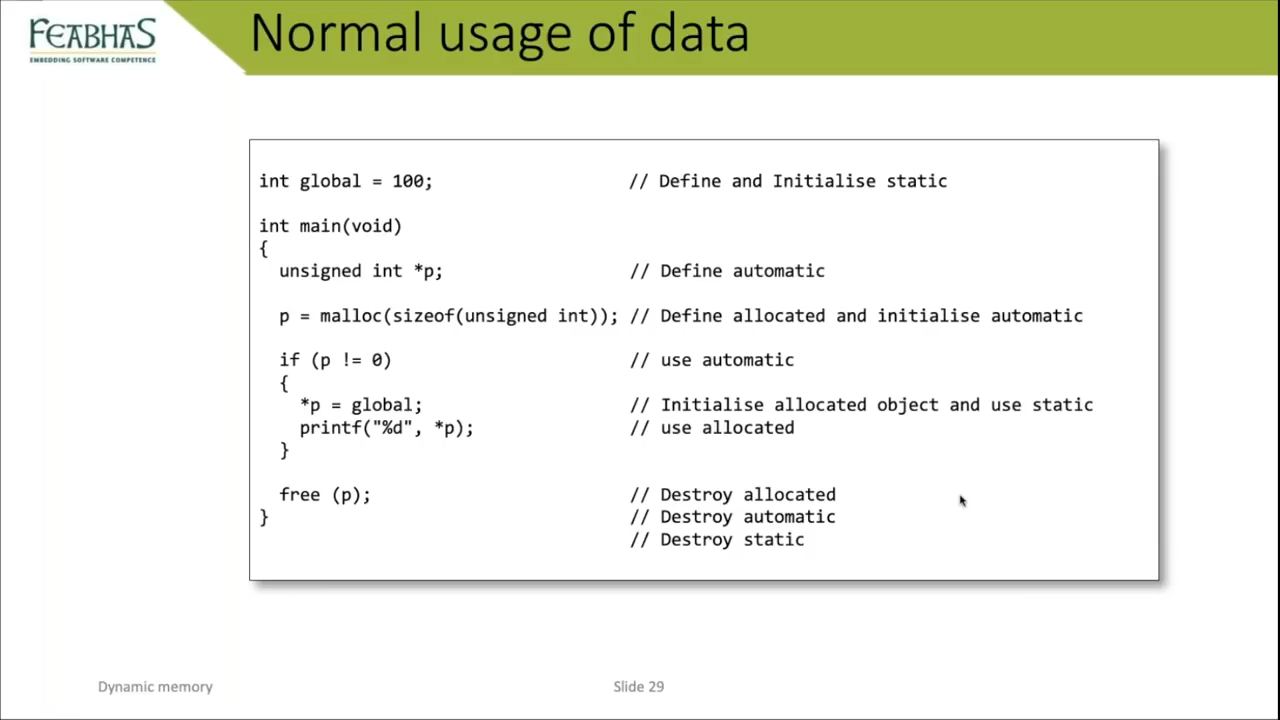 FEABHAS
EMBEDDING SOFTWARE COMPETENCE
Normal usage of data
int global = 100; // Define and Initialise static
int main(void)
{
unsigned int *p; // Define automatic
p = malloc(sizeof(unsigned int)); // Define allocated and initialise automatic
if (p != 0) // use automatic
{
*p = global; // Initialise allocated object and use static
printf("%d", *p); // use allocated
}
free (p); // Destroy allocated
} // Destroy automatic
// Destroy static
Dynamic memory
Slide 29